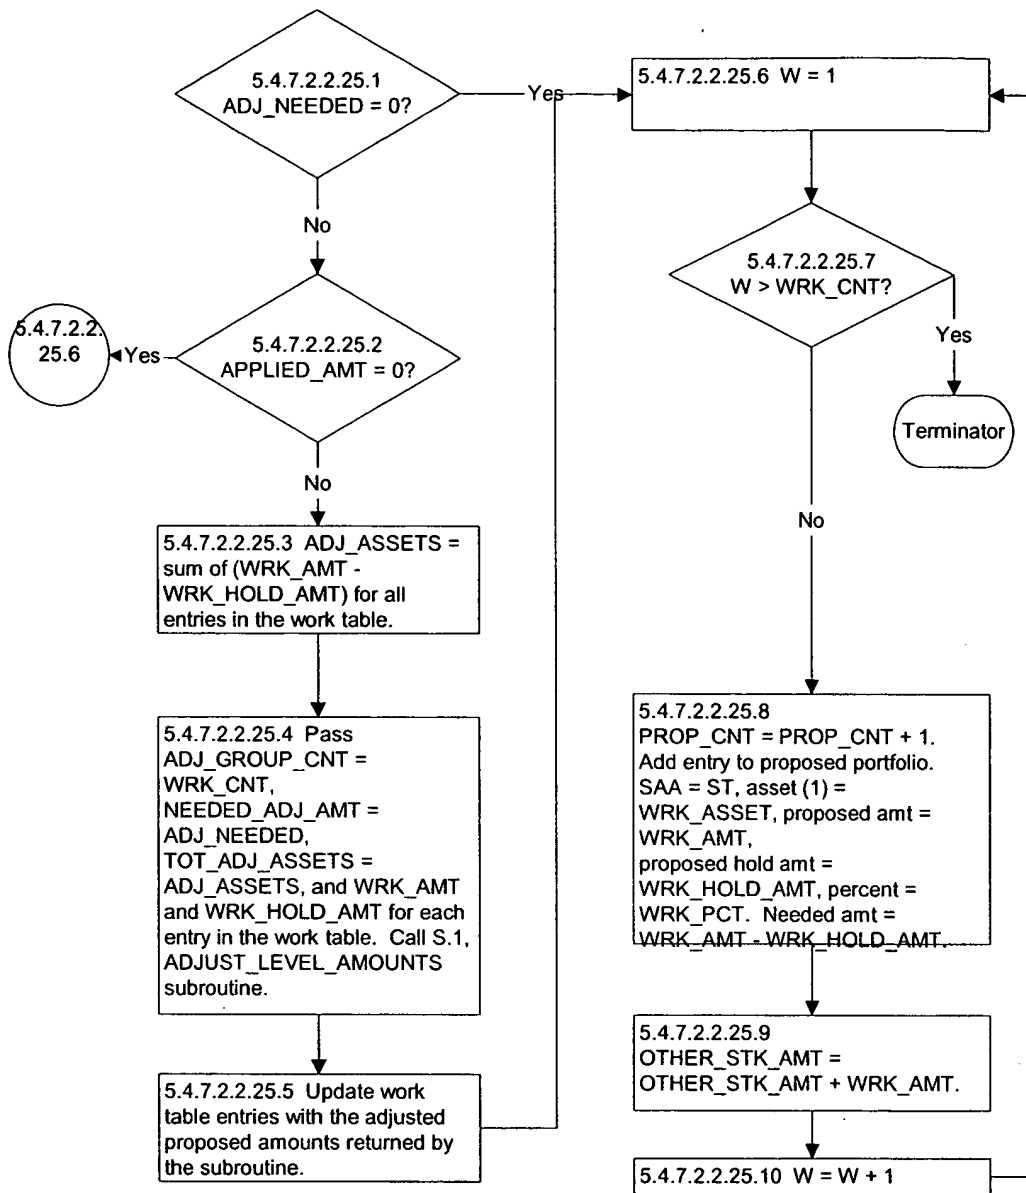 5.4.7.2.2.25.1
ADJ_NEEDED = 0?
Yes
No
5.4.7.2.2.
25.6
Yes
5.4.7.2.2.25.2
APPLIED_AMT = 0?
No
5.4.7.2.2.25.3 ADJ_ASSETS =
sum of (WRK_AMT -
WRK_HOLD_AMT) for all
entries in the work table.
5.4.7.2.2.25.4 Pass
ADJ_GROUP_CNT =
WRK_CNT,
NEEDED_ADJ_AMT =
ADJ_NEEDED,
TOT_ADJ_ASSETS =
ADJ_ASSETS, and WRK_AMT
and WRK_HOLD_AMT for each
entry in the work table. Call S.1,
ADJUST_LEVEL_AMOUNTS
subroutine.
5.4.7.2.2.25.5 Update work
table entries with the adjusted
proposed amounts returned by
the subroutine.
5.4.7.2.2.25.6 W = 1
5.4.7.2.2.25.7
W > WRK_CNT?
Yes
Terminator
No
5.4.7.2.2.25.8
PROP_CNT = PROP_CNT + 1.
Add entry to proposed portfolio.
SAA = ST, asset (1) =
WRK_ASSET, proposed amt =
WRK_AMT,
proposed hold amt =
WRK_HOLD_AMT, percent =
WRK_PCT. Needed amt =
WRK_AMT - WRK_HOLD_AMT.
5.4.7.2.2.25.9
OTHER_STK_AMT =
OTHER_STK_AMT + WRK_AMT.
5.4.7.2.2.25.10 W = W + 1